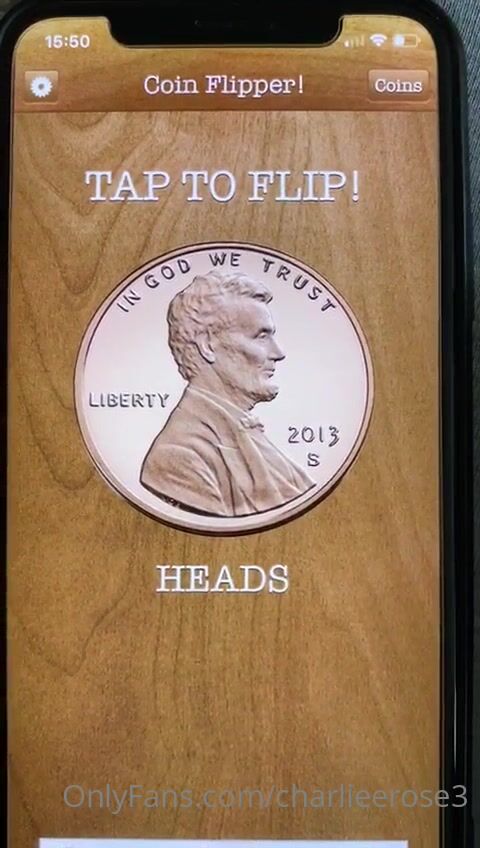 15:50
Coin Flipper!
Coins
TAP TO FLIP!
IN GOD WE TRUST
LIBERTY
2013
S
HEADS
OnlyFans.com/charlieerose3